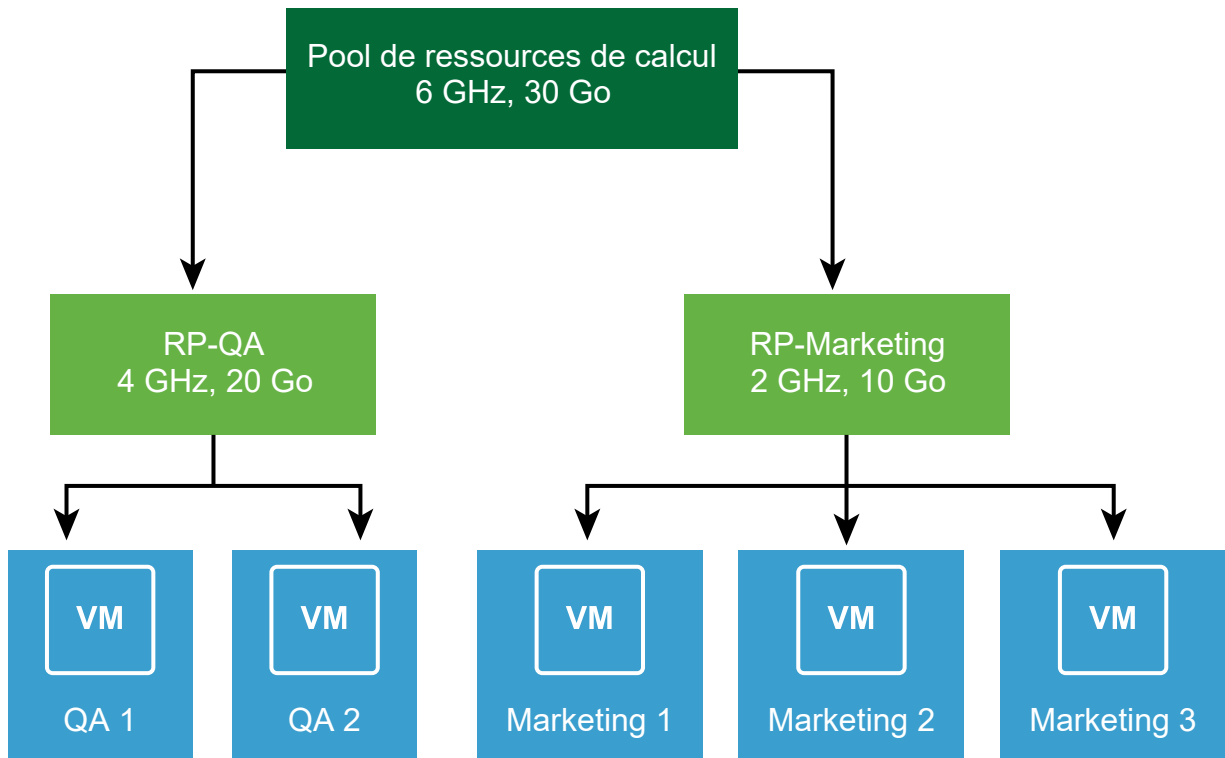 Pool de ressources de calcul
6 GHz, 30 Go
RP-QA
4 GHz, 20 Go
RP-Marketing
2 GHz, 10 Go
VM
QA 1
VM
QA 2
VM
Marketing 1
VM
Marketing 2
VM
Marketing 3